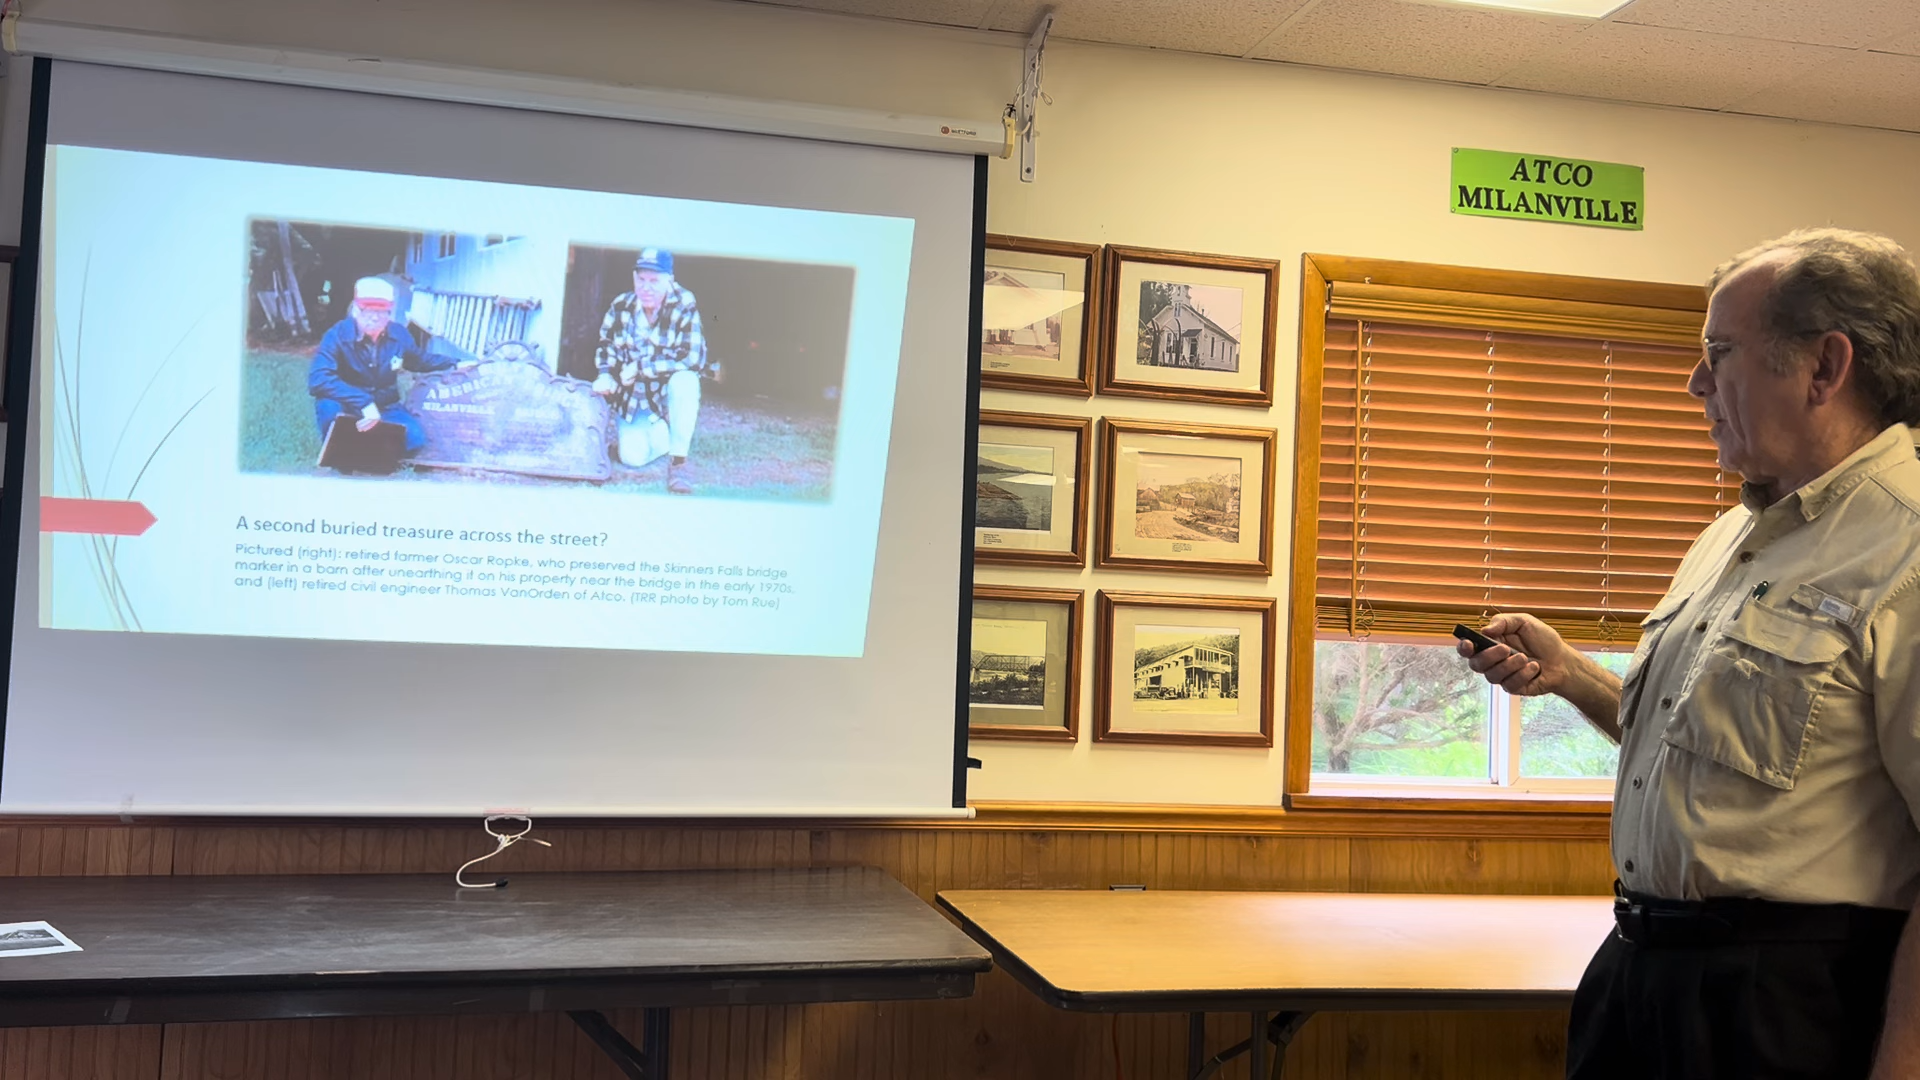 ATCO
MILANVILLE
AMERICAN BRIDGE
MILANVILLE
A second buried treasure across the street?
Pictured (right): retired farmer Oscar Ropke, who preserved the Skinners Falls bridge
marker in a barn after unearthing it on his property near the bridge in the early 1970s,
and (left) retired civil engineer Thomas VanOrden of Atco. (TRR photo by Tom Rue)